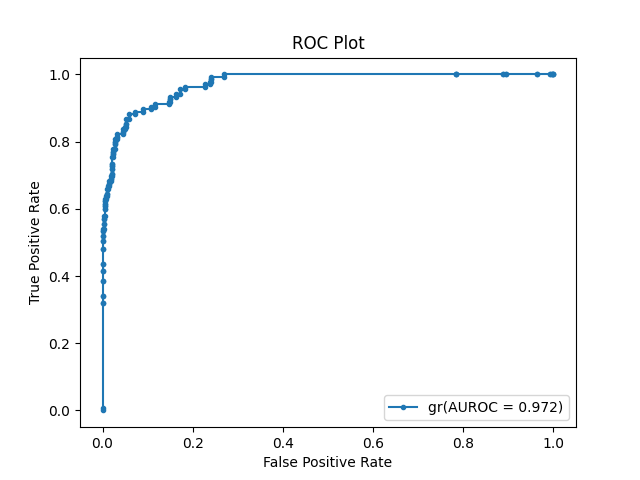 ROC Plot
True Positive Rate
1.0
0.8
0.6
0.4
0.2
0.0
gr(AUROC = 0.972)
0.0 0.2 0.4 0.6 0.8 1.0
False Positive Rate